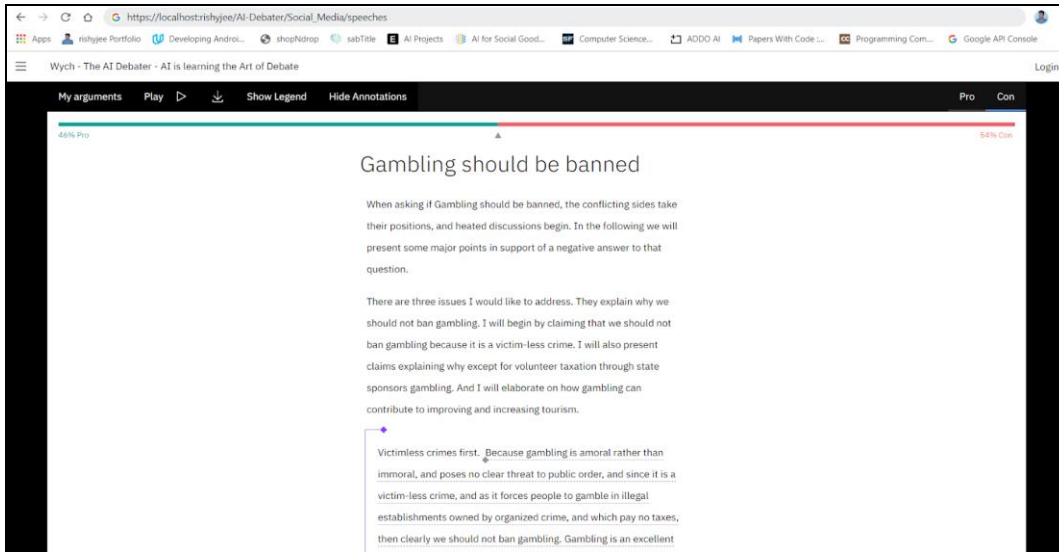 https://localhost:rishyjee/AI-Debater/Social_Media/speeches
Apps rishyjee Portfolio Developing Androi... shopNdrop sabTitle AI Projects AI for Social Good... Computer Science... ADDO AI Papers With Code :... Programming Com... Google API Console
Wych - The AI Debater - AI is learning the Art of Debate Login
My arguments Play Show Legend Hide Annotations Pro Con
46% Pro 54% Con
Gambling should be banned
When asking if Gambling should be banned, the conflicting sides take
their positions, and heated discussions begin. In the following we will
present some major points in support of a negative answer to that
question.
There are three issues I would like to address. They explain why we
should not ban gambling. I will begin by claiming that we should not
ban gambling because it is a victim-less crime. I will also present
claims explaining why except for volunteer taxation through state
sponsors gambling. And I will elaborate on how gambling can
contribute to improving and increasing tourism.
Victimless crimes first. Because gambling is amoral rather than
immoral, and poses no clear threat to public order, and since it is a
victim-less crime, and as it forces people to gamble in illegal
establishments owned by organized crime, and which pay no taxes,
then clearly we should not ban gambling. Gambling is an excellent